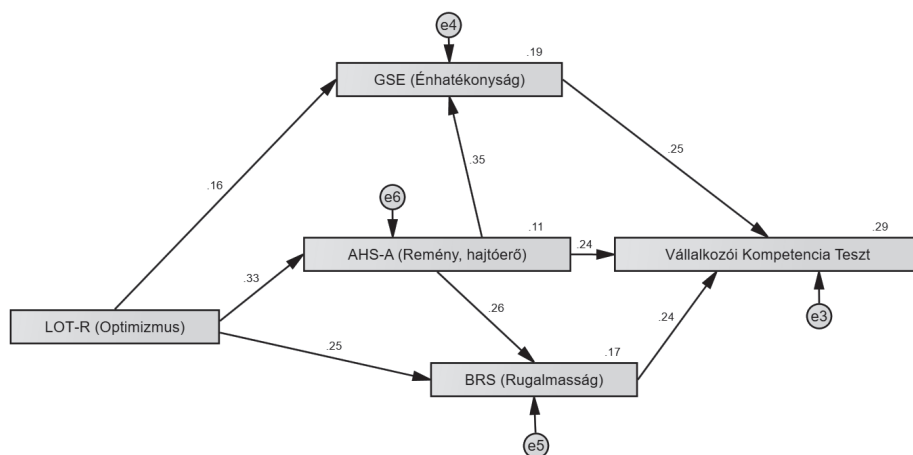 e4
.19
GSE (Énhatékonyság)
.25
.35
.16
e6
.11
.29
AHS-A (Remény, hajtóerő)
.24
Vállalkozói Kompetencia Teszt
.33
.26
e3
LOT-R (Optimizmus)
.24
.25
.17
BRS (Rugalmasság)
e5